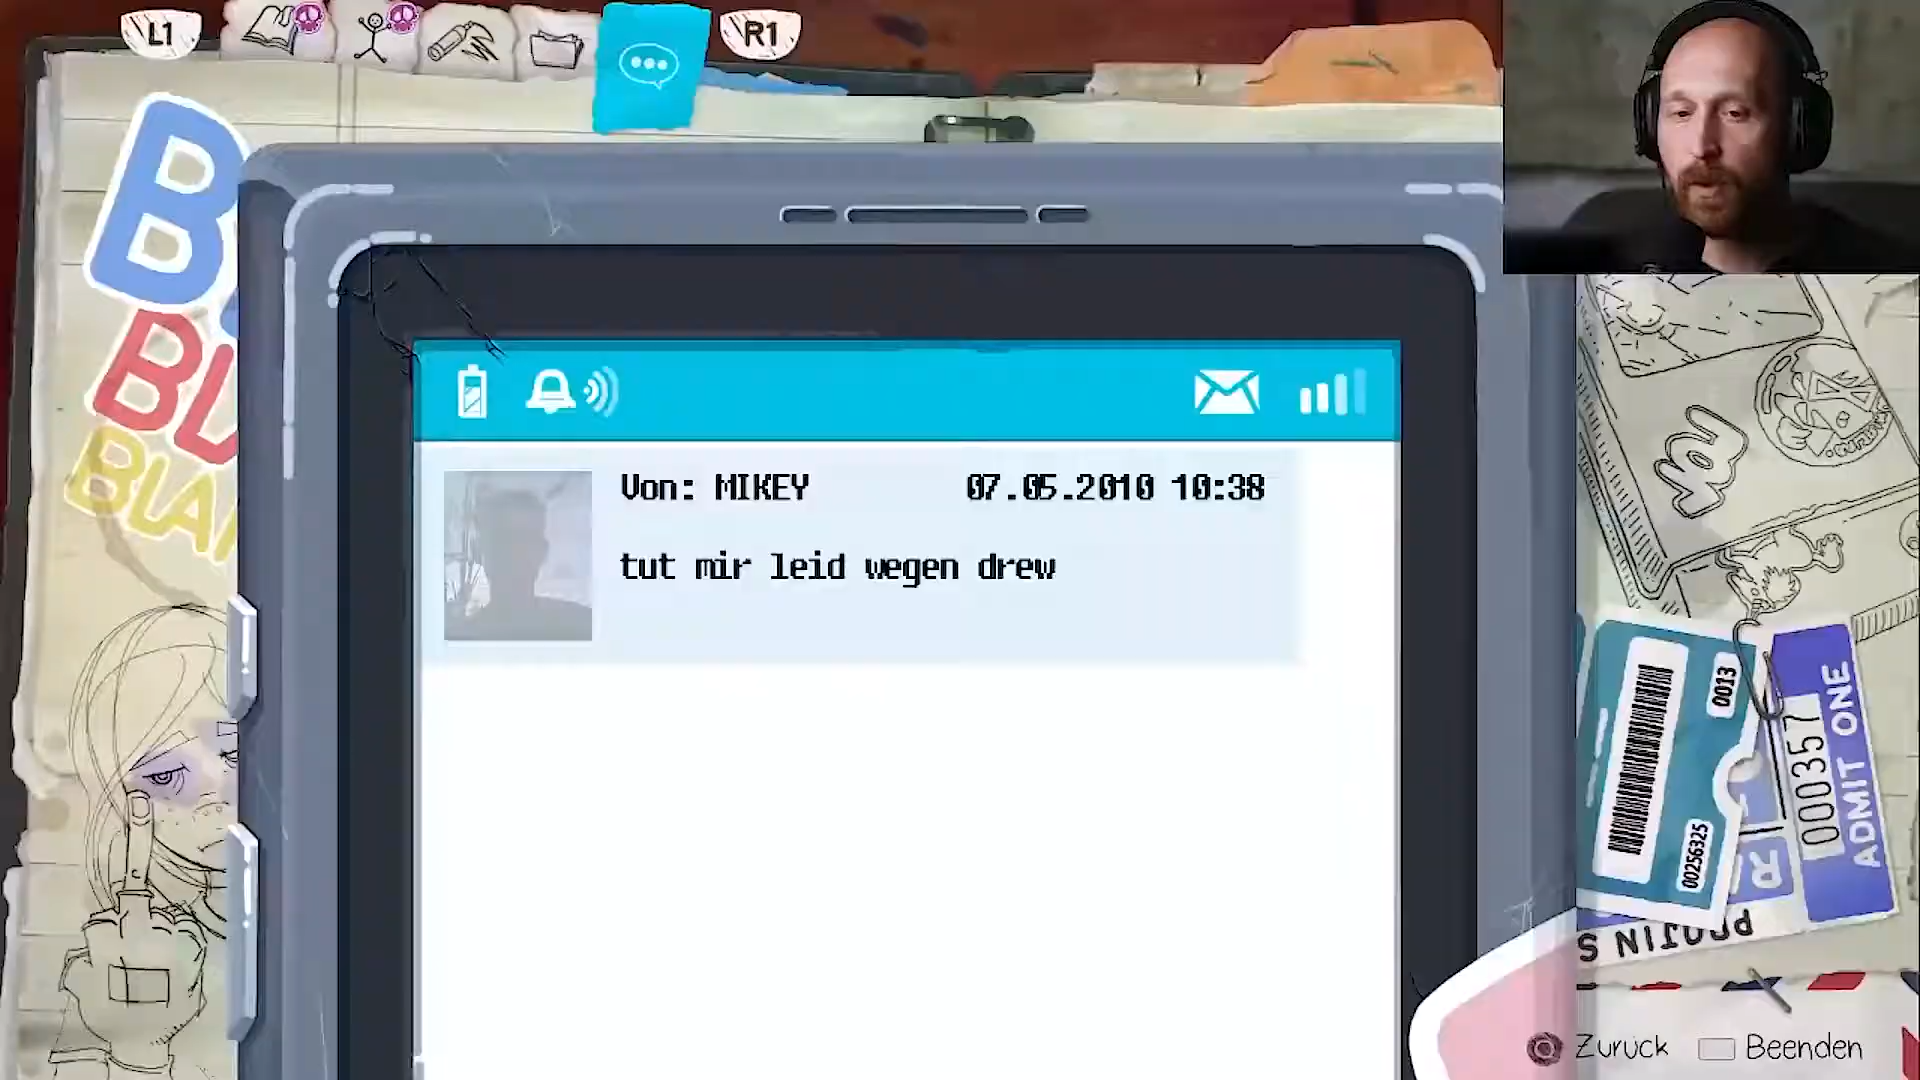 L1
R1
Von: MIKEY 07.05.2010 10:38
tut mir leid wegen drew
0013
00256325
000357
ADMIT ONE
Zurück
Beenden